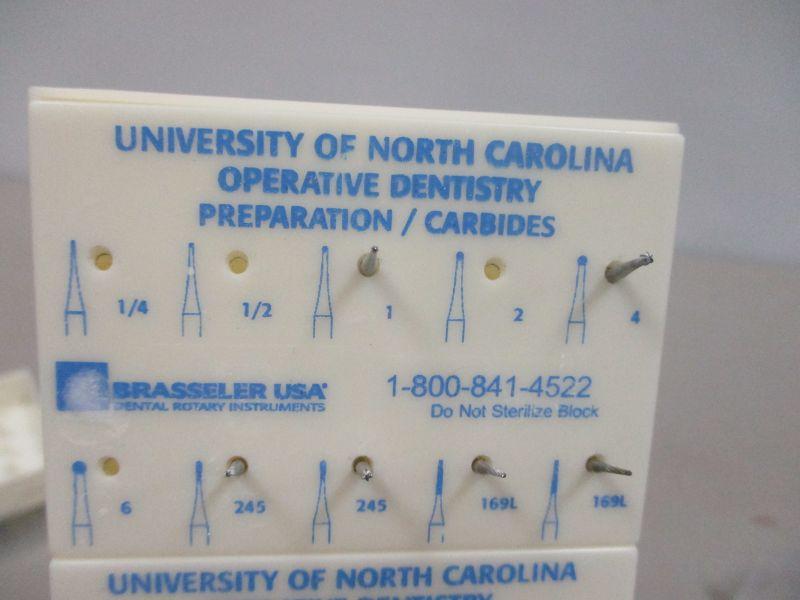 UNIVERSITY OF NORTH CAROLINA
OPERATIVE DENTISTRY
PREPARATION / CARBIDES
1/4 1/2 1 2 4
BRASSELER USA®
DENTAL ROTARY INSTRUMENTS
1-800-841-4522
Do Not Sterilize Block
6 245 245 169L 169L
UNIVERSITY OF NORTH CAROLINA
DENTISTRY